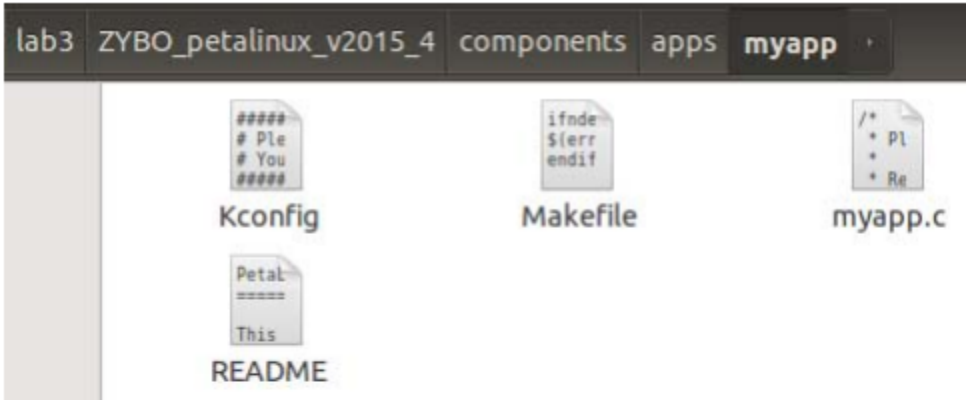 lab3 ZYBO_petalinux_v2015_4 components apps myapp
#####
# Ple
# You
#####
Kconfig
ifnde
$(err
endif
Makefile
/*
* Pl
*
* Re
myapp.c
Petal
=====
This
README